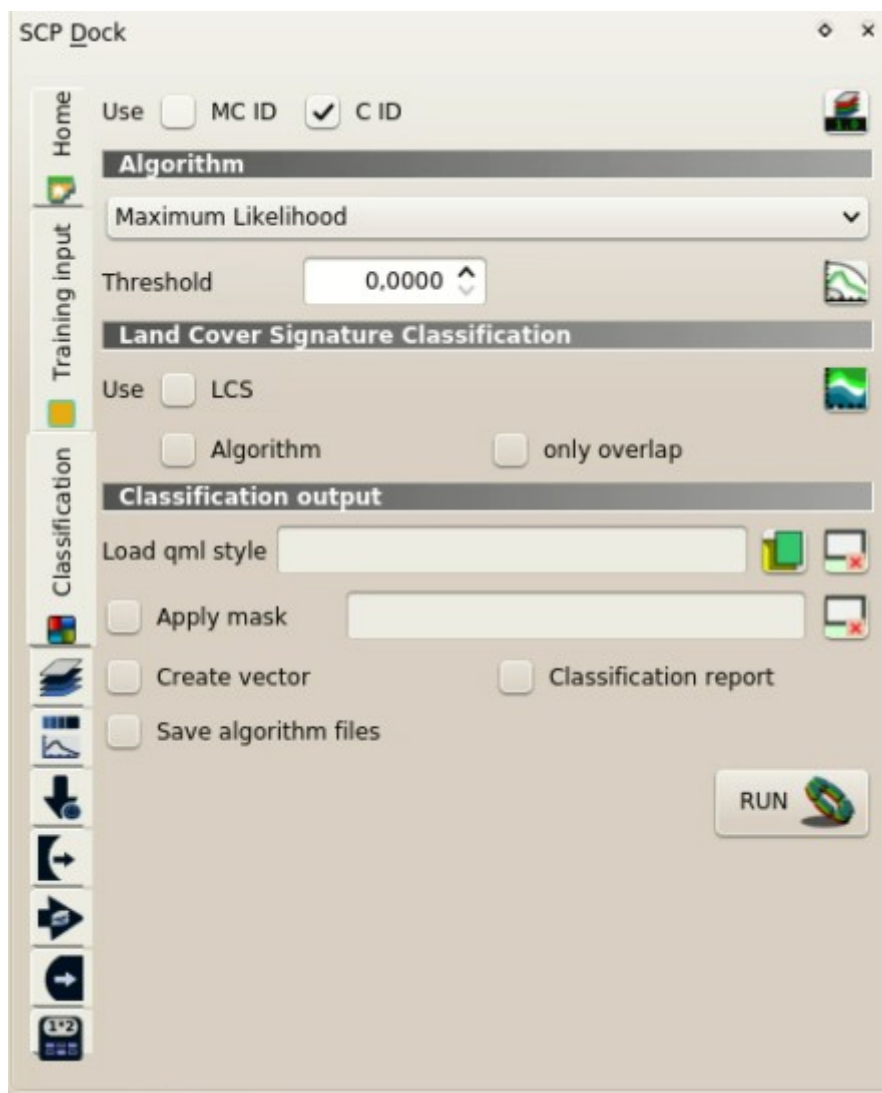 SCP Dock
Home
Training input
Classification
Use MC ID C ID
Algorithm
Maximum Likelihood
Threshold 0,0000
Land Cover Signature Classification
Use LCS
Algorithm only overlap
Classification output
Load qml style
Apply mask
Create vector Classification report
Save algorithm files
RUN
1*2